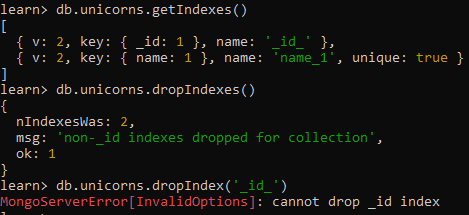 learn> db.unicorns.getIndexes()
[
  { v: 2, key: { _id: 1 }, name: '_id_' },
  { v: 2, key: { name: 1 }, name: 'name_1', unique: true }
]
learn> db.unicorns.dropIndexes()
{
  nIndexesWas: 2,
  msg: 'non-_id indexes dropped for collection',
  ok: 1
}
learn> db.unicorns.dropIndex('_id_')
MongoServerError[InvalidOptions]: cannot drop _id index